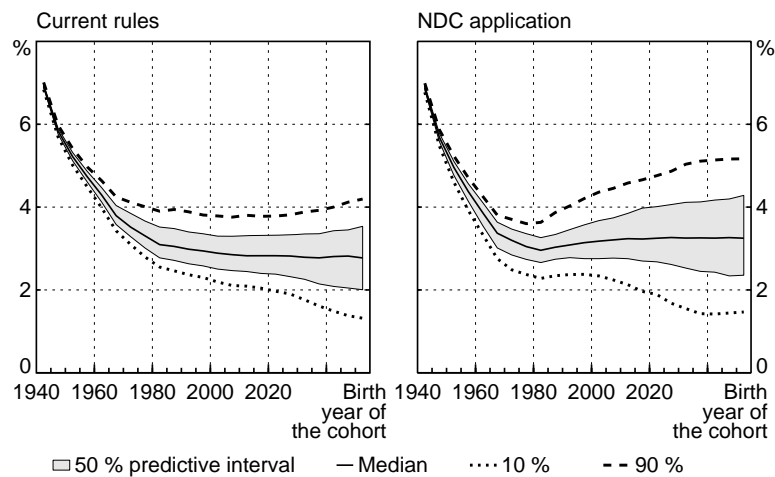 Current rules
NDC application
%
%
6
6
4
4
2
2
0
0
1940 1960 1980 2000 2020 Birth
year of
the cohort
1940 1960 1980 2000 2020 Birth
year of
the cohort
50 % predictive interval Median 10 % 90 %